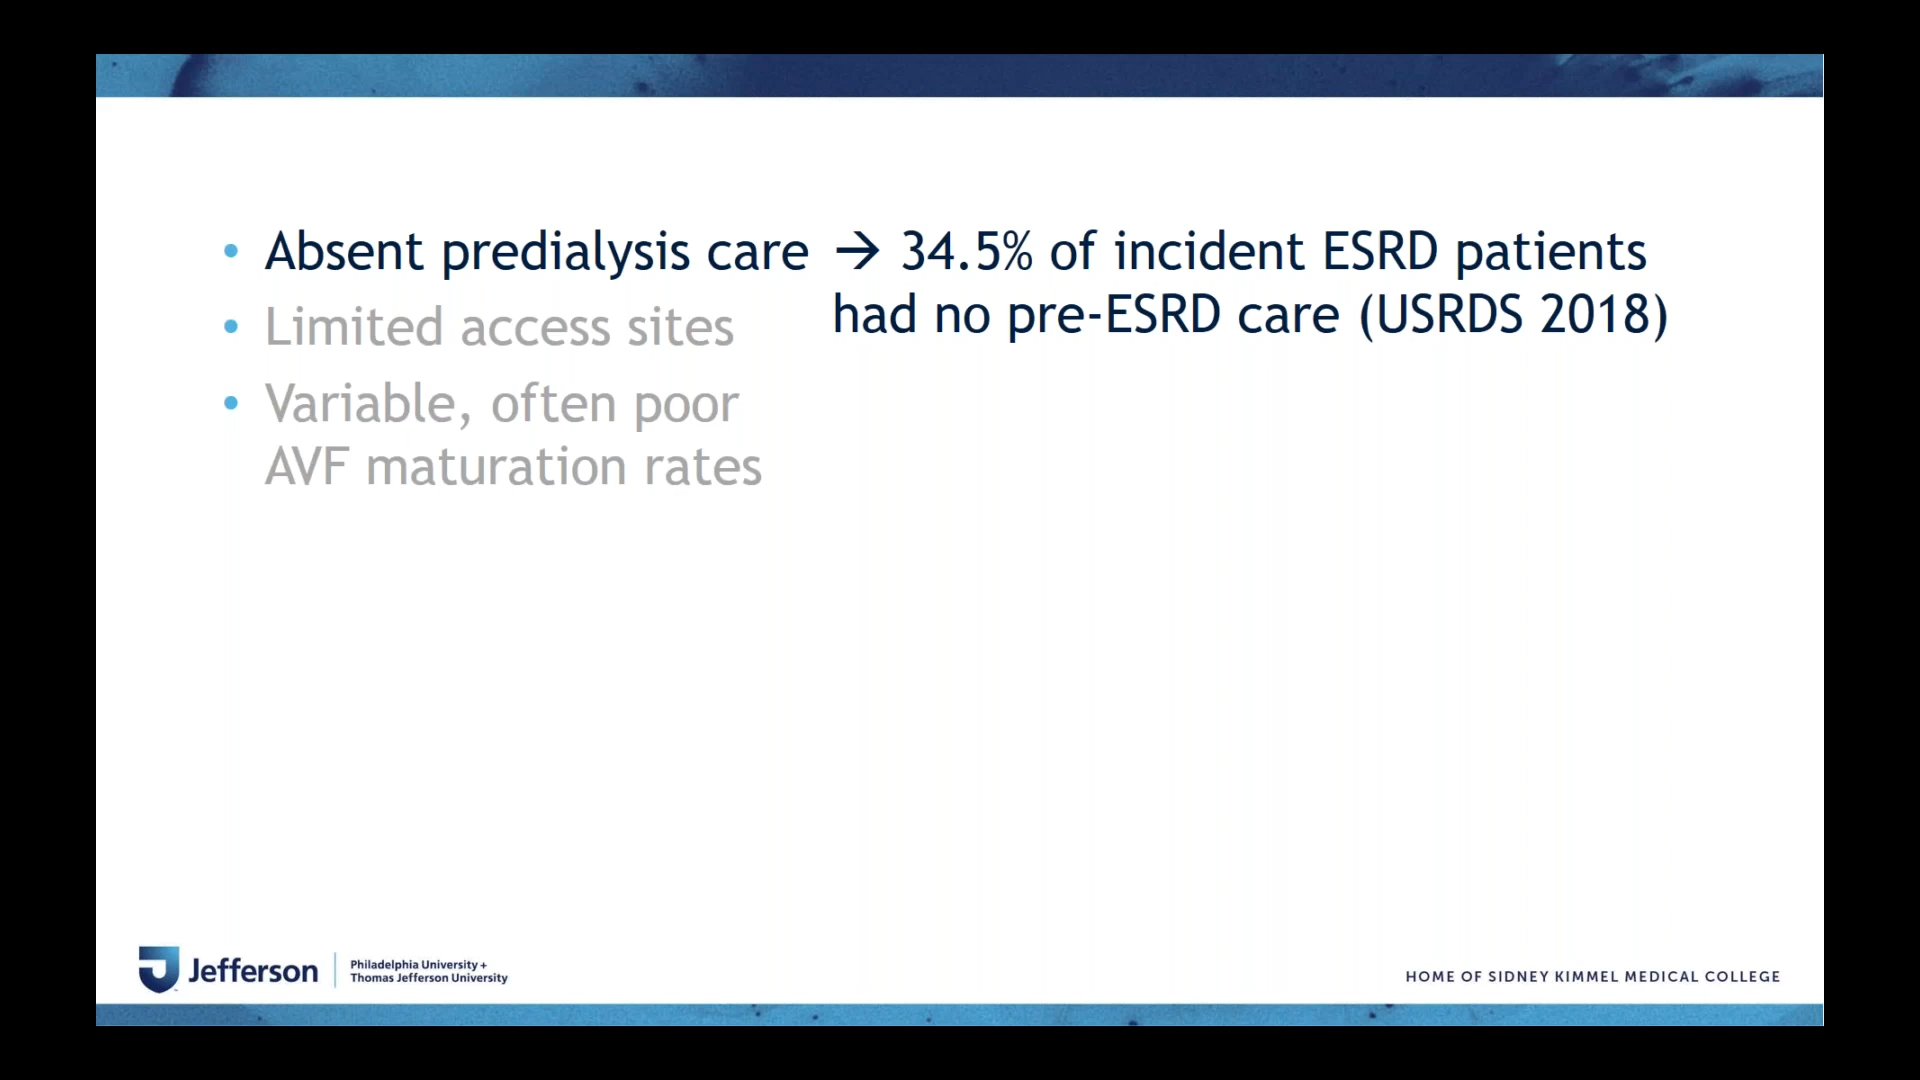 • Absent predialysis care
• Limited access sites
• Variable, often poor
AVF maturation rates
→ 34.5% of incident ESRD patients
had no pre-ESRD care (USRDS 2018)
Jefferson
Philadelphia University +
Thomas Jefferson University
HOME OF SIDNEY KIMMEL MEDICAL COLLEGE